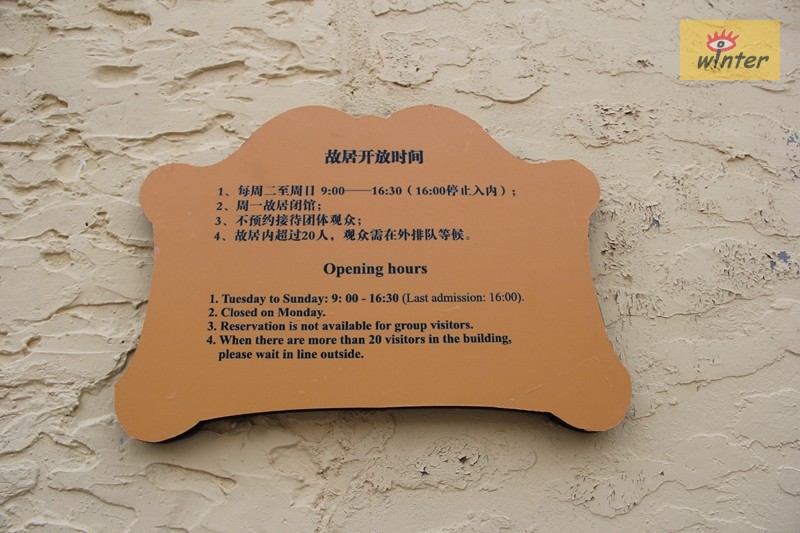 winter
故居开放时间
1、每周二至周日 9:00——16:30（16:00停止入内）；
2、周一故居闭馆；
3、不预约接待团体观众；
4、故居内超过20人，观众需在外排队等候。
Opening hours
1. Tuesday to Sunday: 9: 00 - 16:30 (Last admission: 16:00).
2. Closed on Monday.
3. Reservation is not available for group visitors.
4. When there are more than 20 visitors in the building,
please wait in line outside.